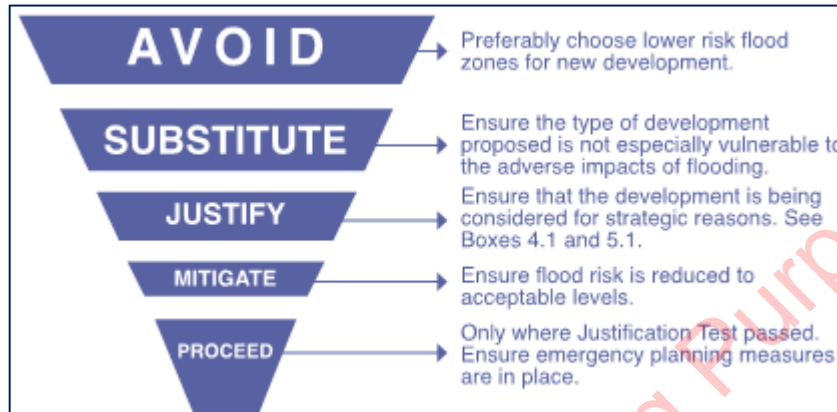 AVOID
Preferably choose lower risk flood
zones for new development.
SUBSTITUTE
Ensure the type of development
proposed is not especially vulnerable to
the adverse impacts of flooding.
JUSTIFY
Ensure that the development is being
considered for strategic reasons. See
Boxes 4.1 and 5.1.
MITIGATE
Ensure flood risk is reduced to
acceptable levels.
PROCEED
Only where Justification Test passed.
Ensure emergency planning measures
are in place.